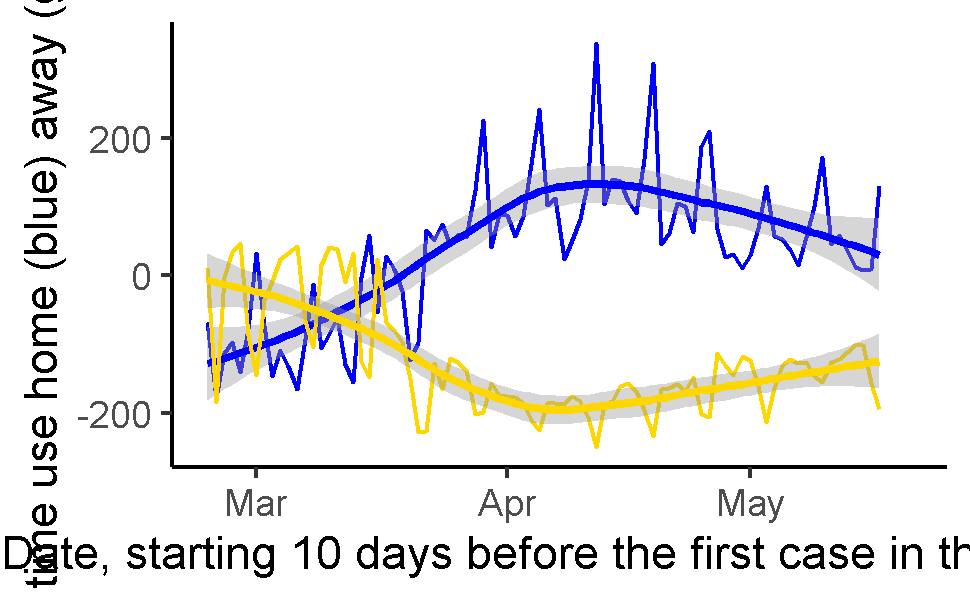 time use home (blue) away (
200
0
-200
Mar Apr May
Date, starting 10 days before the first case in th